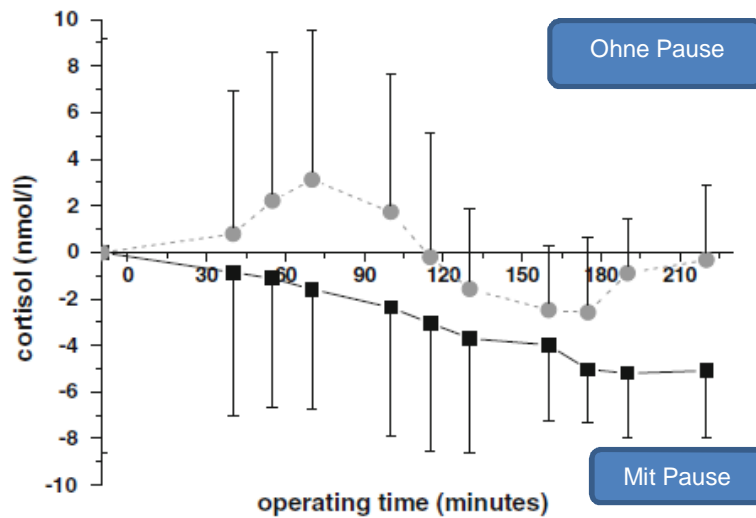 10
Ohne Pause
8
6
4
2
0
0 30 60 90 120 150 180 210
-2
-4
-6
-8
Mit Pause
-10
cortisol (nmol/l)
operating time (minutes)